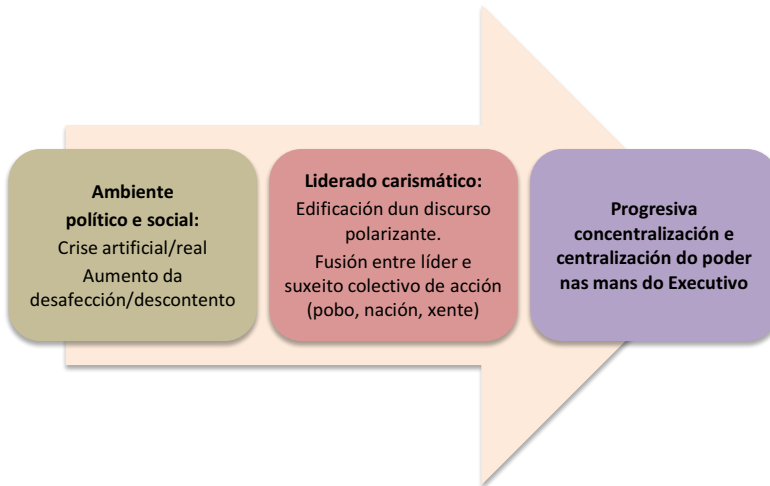 Ambiente
político e social:
Crise artificial/real
Aumento da
desafección/descontento
Liderado carismático:
Edificación dun discurso
polarizante.
Fusión entre líder e
suxeito colectivo de acción
(pobo, nación, xente)
Progresiva
concentralización e
centralización do poder
nas mans do Executivo